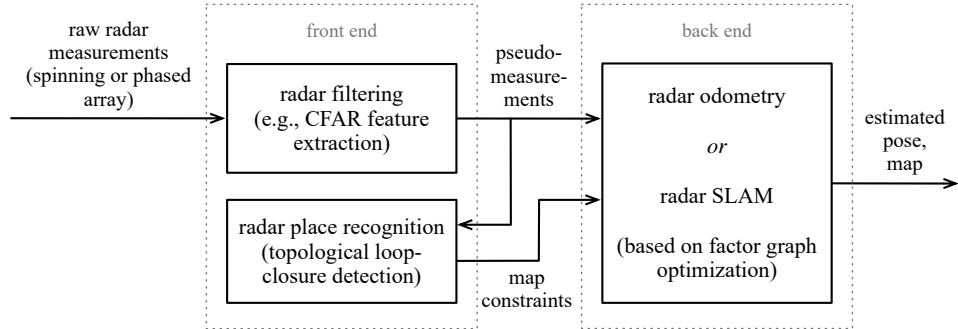 raw radar
measurements
(spinning or phased
array)
front end
radar filtering
(e.g., CFAR feature
extraction)
radar place recognition
(topological loop-
closure detection)
pseudo-
measure-
ments
map
constraints
back end
radar odometry
or
radar SLAM
(based on factor graph
optimization)
estimated
pose,
map